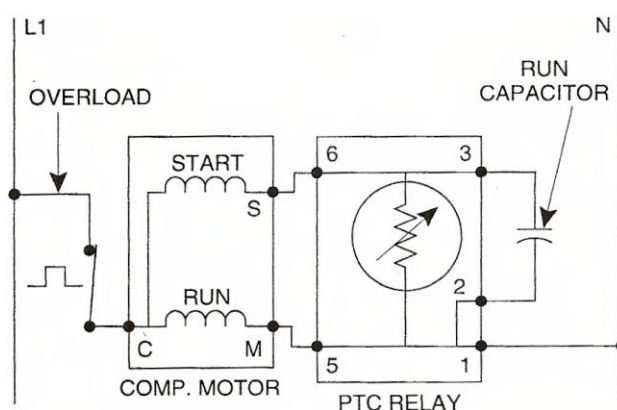 L1
N
OVERLOAD
RUN
CAPACITOR
START
6
3
S
2
RUN
C
M
5
1
COMP. MOTOR
PTC RELAY